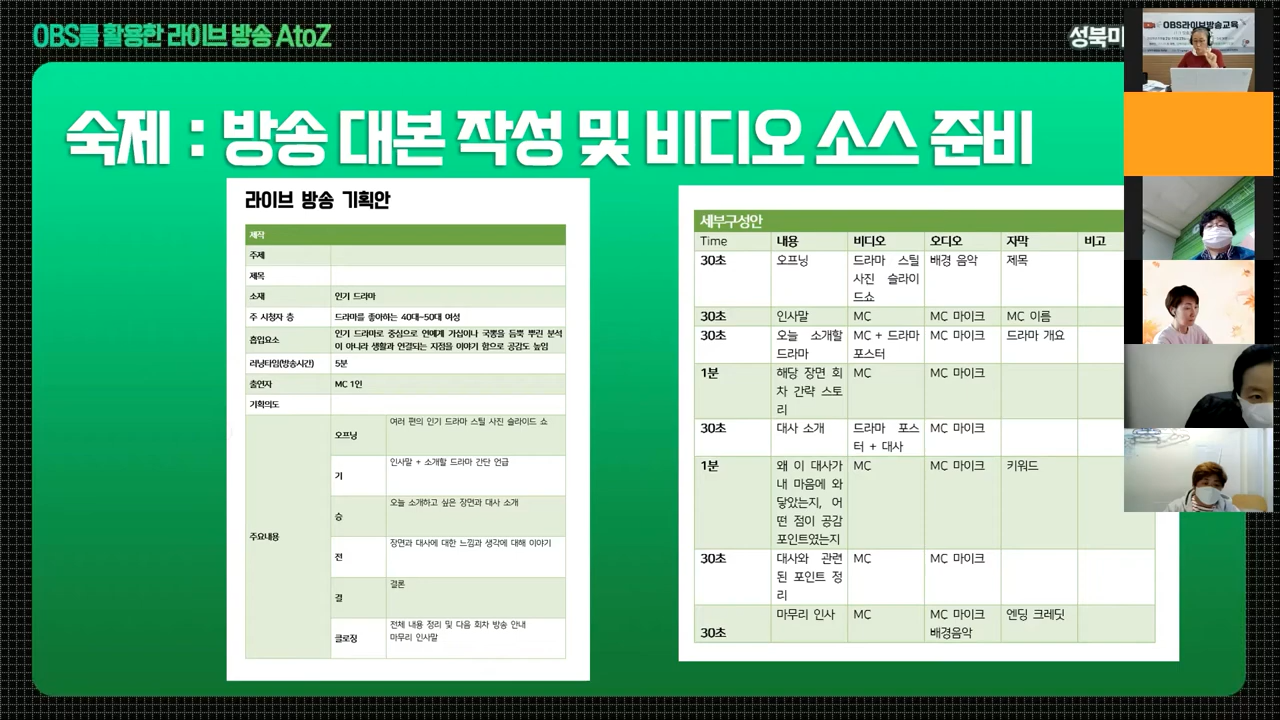 OBS를 활용한 라이브 방송 AtoZ
성북미
OBS라이브방송교육
숙제 : 방송 대본 작성 및 비디오 소스 준비
라이브 방송 기획안
제작
주제
제목
소재 인기 드라마
주 시청자 층 드라마를 좋아하는 40대-50대 여성
흡입요소 인기 드라마로 중심으로 연예계 가십이나 국뽕을 듬뿍 뿌린 분석
이 아니라 생활과 연결되는 지점을 이야기 함으로 공감도 높임
러닝타임(방송시간) 5분
출연자 MC 1인
기획의도
주요내용
오프닝 여러 편의 인기 드라마 스틸 사진 슬라이드 쇼
기 인사말 + 소개할 드라마 간단 언급
승 오늘 소개하고 싶은 장면과 대사 소개
전 장면과 대사에 대한 느낌과 생각에 대해 이야기
결 결론
클로징 전체 내용 정리 및 다음 회차 방송 안내
마무리 인사말
세부구성안
Time 내용 비디오 오디오 자막 비고
30초 오프닝 드라마 스틸 배경 음악 제목
사진 슬라이
드쇼
30초 인사말 MC MC 마이크 MC 이름
30초 오늘 소개할 MC + 드라마 MC 마이크 드라마 개요
드라마 포스터
1분 해당 장면 회 MC MC 마이크
차 간략 스토
리
30초 대사 소개 드라마 포스 MC 마이크
터 + 대사
1분 왜 이 대사가 MC MC 마이크 키워드
내 마음에 와
닿았는지, 어
떤 점이 공감
포인트였는지
30초 대사와 관련 MC MC 마이크
된 포인트 정
리
마무리 인사 MC MC 마이크 엔딩 크레딧
30초 배경음악